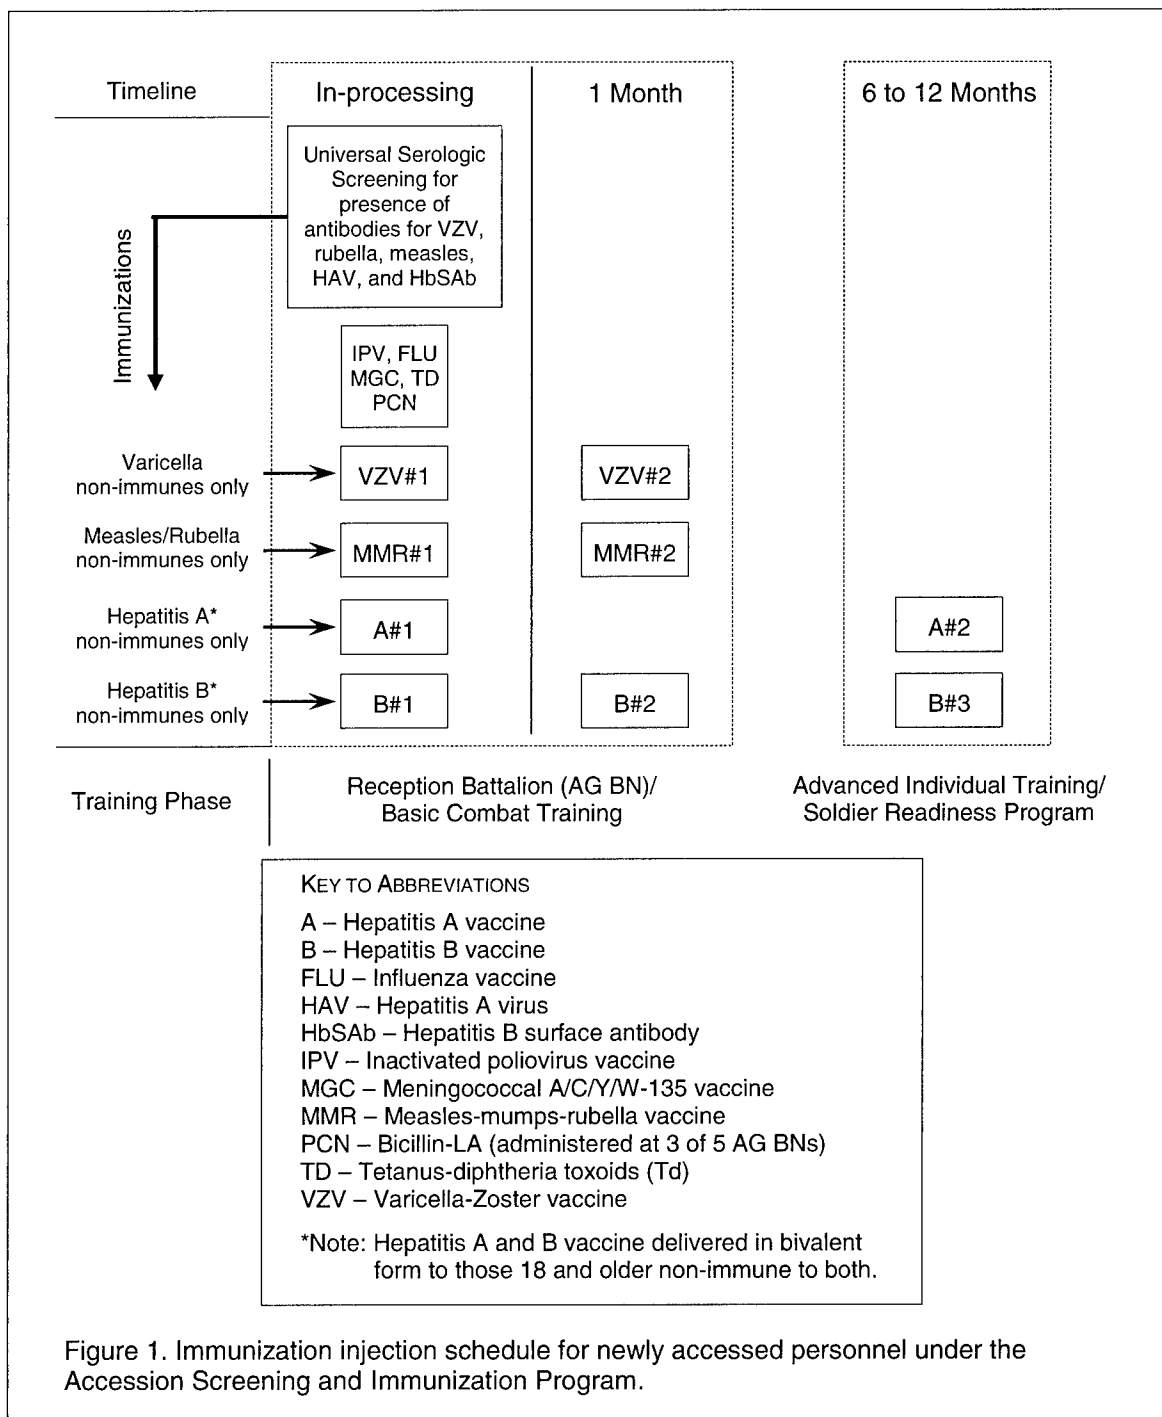 Timeline
In-processing
1 Month
6 to 12 Months
Universal Serologic
Screening for
presence of
antibodies for VZV,
rubella, measles,
HAV, and HbSAb
Immunizations
IPV, FLU
MGC, TD
PCN
Varicella
non-immunes only
VZV#1
VZV#2
Measles/Rubella
non-immunes only
MMR#1
MMR#2
Hepatitis A*
non-immunes only
A#1
A#2
Hepatitis B*
non-immunes only
B#1
B#2
B#3
Training Phase
Reception Battalion (AG BN)/
Basic Combat Training
Advanced Individual Training/
Soldier Readiness Program
KEY TO ABBREVIATIONS
A – Hepatitis A vaccine
B – Hepatitis B vaccine
FLU – Influenza vaccine
HAV – Hepatitis A virus
HbSAb – Hepatitis B surface antibody
IPV – Inactivated poliovirus vaccine
MGC – Meningococcal A/C/Y/W-135 vaccine
MMR – Measles-mumps-rubella vaccine
PCN – Bicillin-LA (administered at 3 of 5 AG BNs)
TD – Tetanus-diphtheria toxoids (Td)
VZV – Varicella-Zoster vaccine
*Note: Hepatitis A and B vaccine delivered in bivalent
form to those 18 and older non-immune to both.
Figure 1. Immunization injection schedule for newly accessed personnel under the
Accession Screening and Immunization Program.